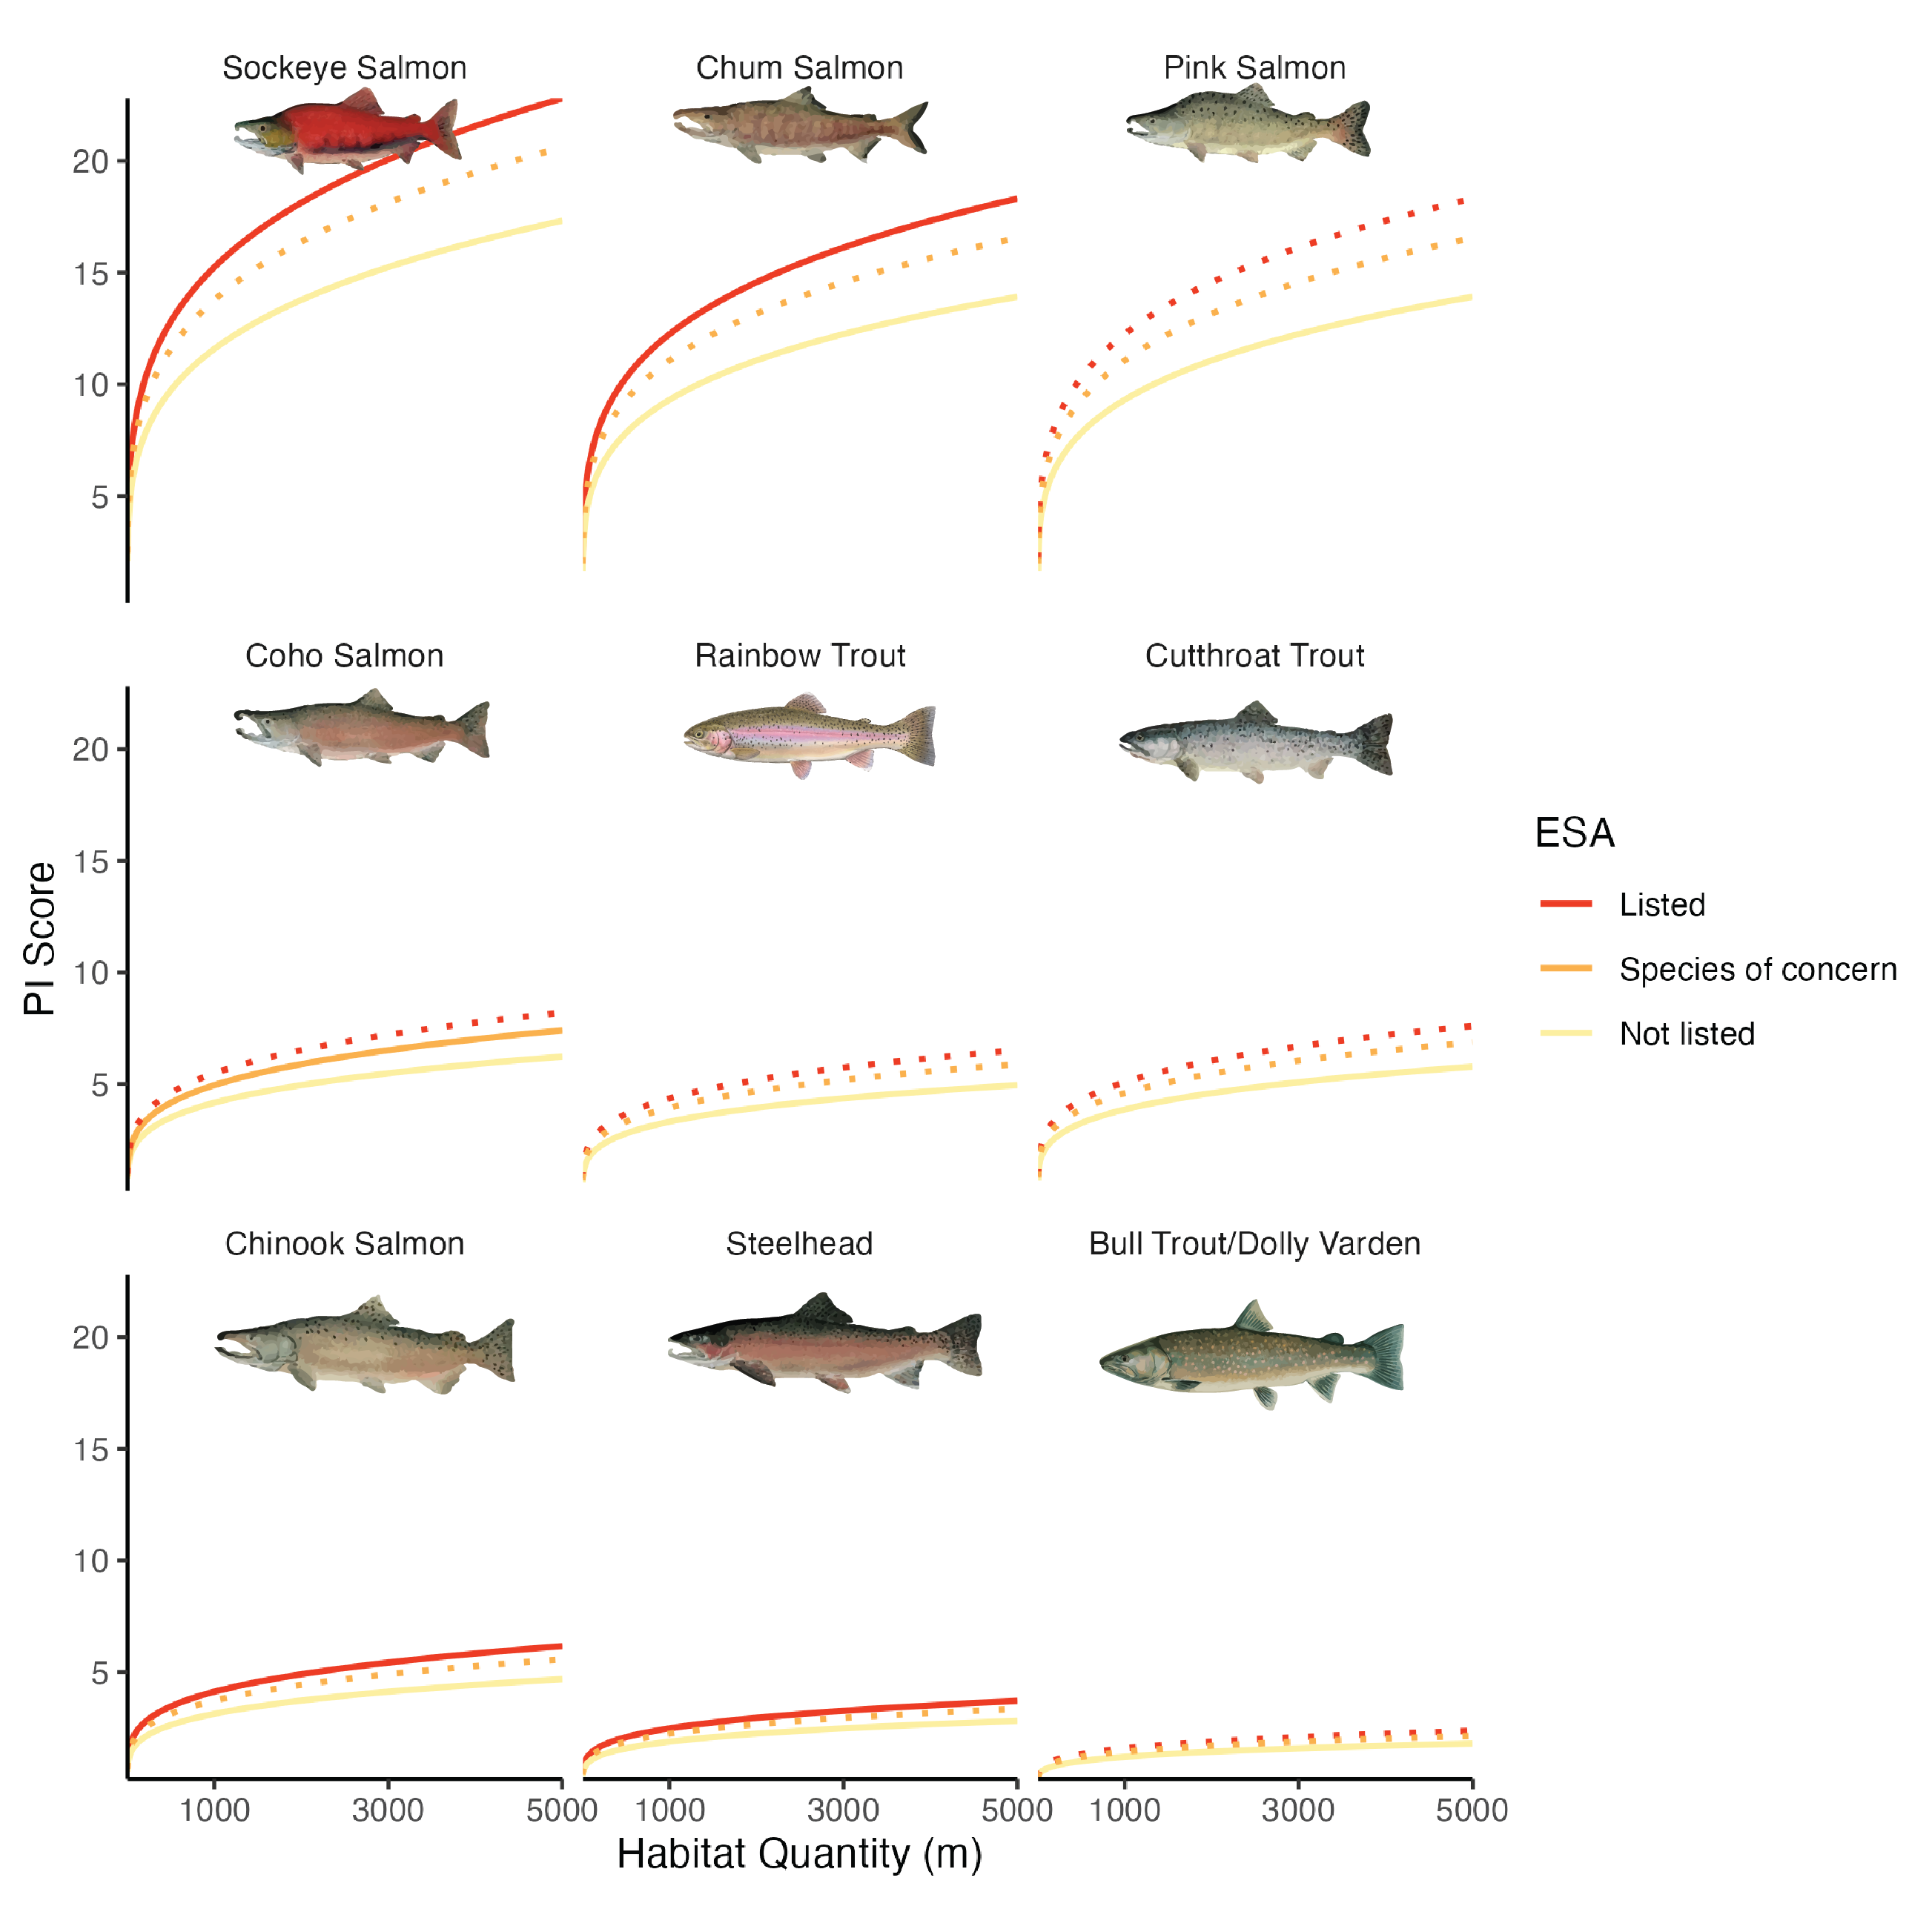 Sockeye Salmon
Chum Salmon
Pink Salmon
20
15
10
5
Coho Salmon
Rainbow Trout
Cutthroat Trout
20
15
10
5
Chinook Salmon
Steelhead
Bull Trout/Dolly Varden
20
15
10
5
1000 3000 5000
1000 3000 5000
1000 3000 5000
Habitat Quantity (m)
PI Score
ESA
Listed
Species of concern
Not listed